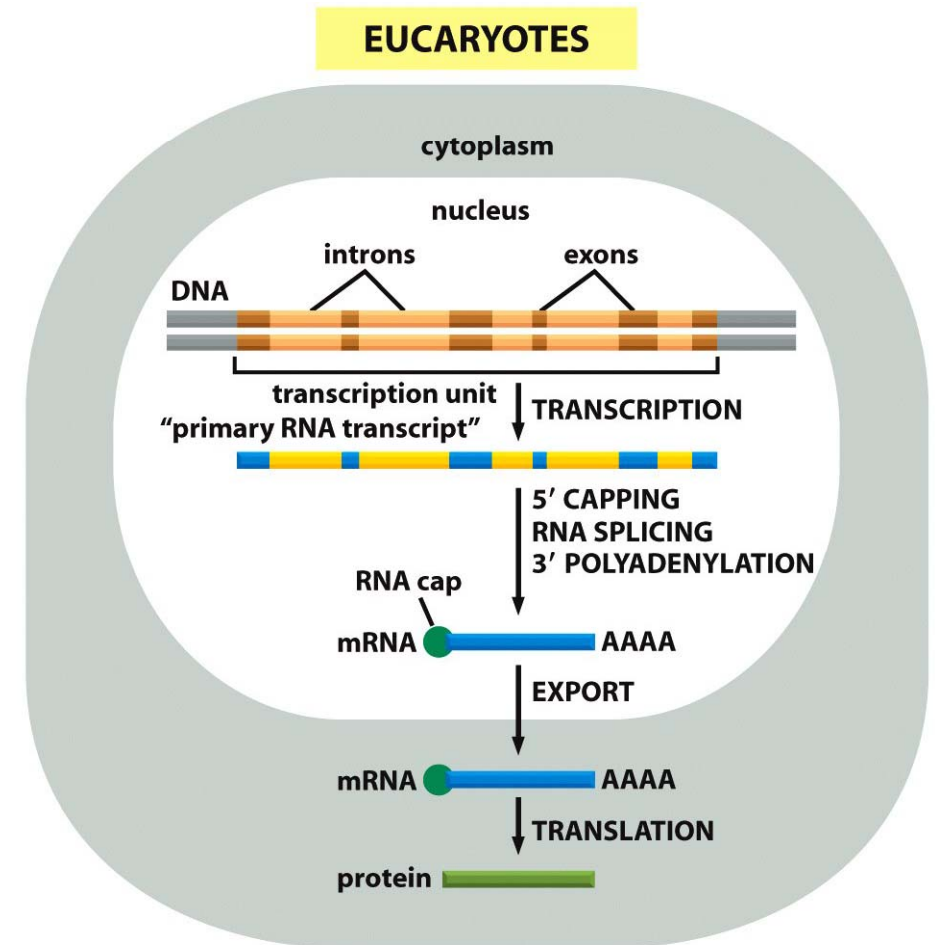 EUCARYOTES
cytoplasm
nucleus
introns
exons
DNA
transcription unit
"primary RNA transcript"
TRANSCRIPTION
5′ CAPPING
RNA SPLICING
3′ POLYADENYLATION
RNA cap
mRNA
AAAA
EXPORT
mRNA
AAAA
TRANSLATION
protein